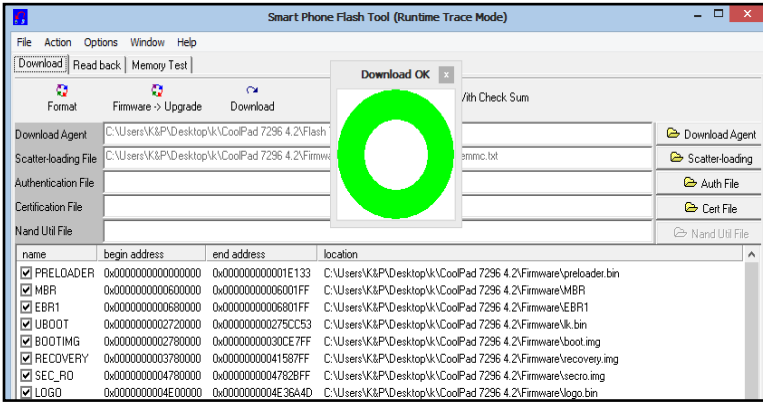 Smart Phone Flash Tool (Runtime Trace Mode)
File Action Options Window Help
Download Read back Memory Test
Download OK
Format Firmware -> Upgrade Download With Check Sum
Download Agent C:\Users\K&P\Desktop\k\CoolPad 7296 4.2\Flash Download Agent
Scatter-loading File C:\Users\K&P\Desktop\k\CoolPad 7296 4.2\Firmwa emmc.txt Scatter-loading
Authentication File Auth File
Certification File Cert File
Nand Util File Nand Util File
name begin address end address location
PRELOADER 0x0000000000000000 0x000000000001E133 C:\Users\K&P\Desktop\k\CoolPad 7296 4.2\Firmware\preloader.bin
MBR 0x0000000000600000 0x00000000006001FF C:\Users\K&P\Desktop\k\CoolPad 7296 4.2\Firmware\MBR
EBR1 0x0000000000680000 0x00000000006801FF C:\Users\K&P\Desktop\k\CoolPad 7296 4.2\Firmware\EBR1
UBOOT 0x0000000002720000 0x000000000275CC53 C:\Users\K&P\Desktop\k\CoolPad 7296 4.2\Firmware\lk.bin
BOOTIMG 0x0000000002780000 0x00000000030CE7FF C:\Users\K&P\Desktop\k\CoolPad 7296 4.2\Firmware\boot.img
RECOVERY 0x0000000003780000 0x00000000041587FF C:\Users\K&P\Desktop\k\CoolPad 7296 4.2\Firmware\recovery.img
SEC_RO 0x0000000004780000 0x0000000004782BFF C:\Users\K&P\Desktop\k\CoolPad 7296 4.2\Firmware\secro.img
LOGO 0x0000000004E00000 0x0000000004E36A4D C:\Users\K&P\Desktop\k\CoolPad 7296 4.2\Firmware\logo.bin